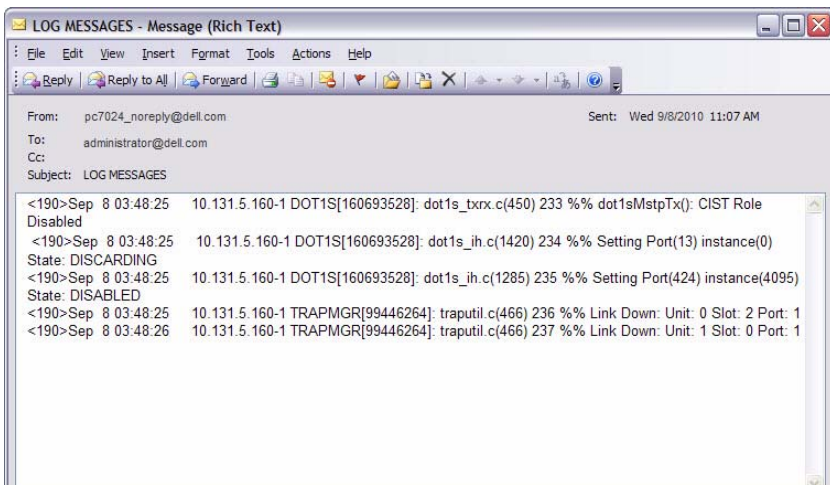 LOG MESSAGES - Message (Rich Text)
File Edit View Insert Format Tools Actions Help
Reply Reply to All Forward
From: pc7024_noreply@dell.com Sent: Wed 9/8/2010 11:07 AM
To: administrator@dell.com
Cc:
Subject: LOG MESSAGES
<190>Sep 8 03:48:25 10.131.5.160-1 DOT1S[160693528]: dot1s_txrx.c(450) 233 %% dot1sMstpTx(): CIST Role
Disabled
<190>Sep 8 03:48:25 10.131.5.160-1 DOT1S[160693528]: dot1s_ih.c(1420) 234 %% Setting Port(13) instance(0)
State: DISCARDING
<190>Sep 8 03:48:25 10.131.5.160-1 DOT1S[160693528]: dot1s_ih.c(1285) 235 %% Setting Port(424) instance(4095)
State: DISABLED
<190>Sep 8 03:48:25 10.131.5.160-1 TRAPMGR[99446264]: traputil.c(466) 236 %% Link Down: Unit: 0 Slot: 2 Port: 1
<190>Sep 8 03:48:26 10.131.5.160-1 TRAPMGR[99446264]: traputil.c(466) 237 %% Link Down: Unit: 1 Slot: 0 Port: 1